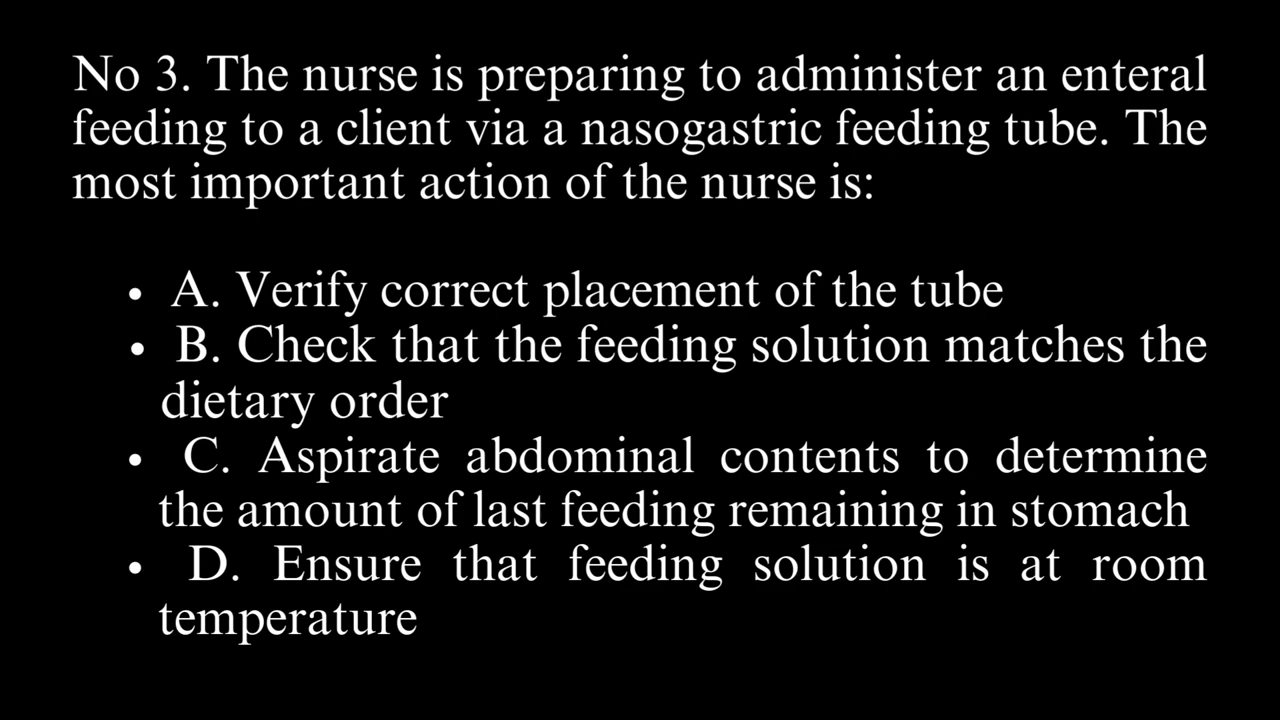 No 3. The nurse is preparing to administer an enteral
feeding to a client via a nasogastric feeding tube. The
most important action of the nurse is:
• A. Verify correct placement of the tube
• B. Check that the feeding solution matches the
dietary order
• C. Aspirate abdominal contents to determine
the amount of last feeding remaining in stomach
• D. Ensure that feeding solution is at room
temperature